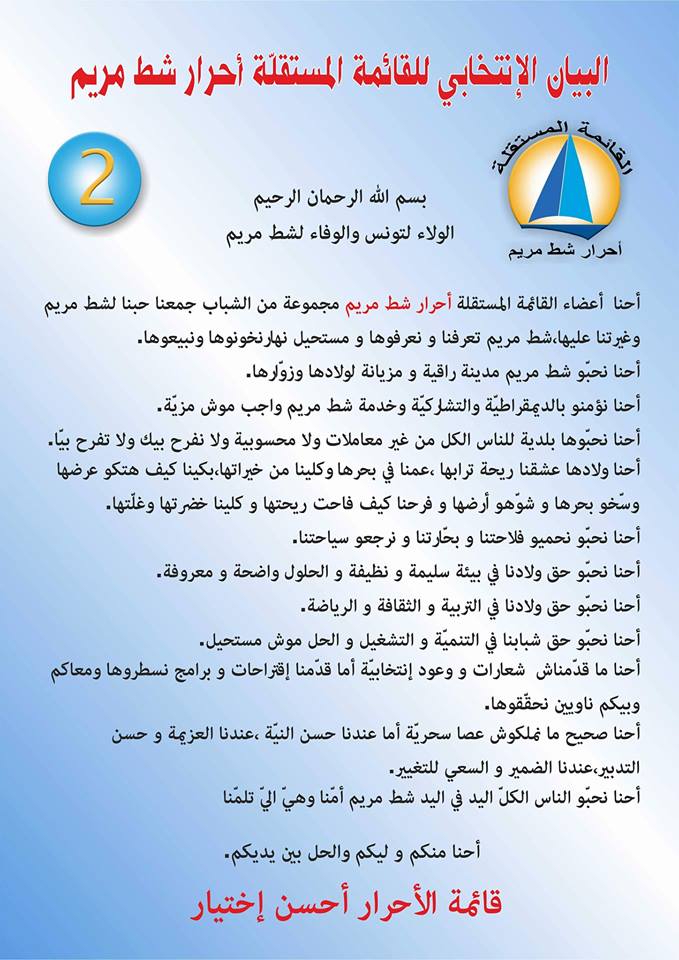 البيان الإنتخابي للقائمة المستقلّة أحرار شط مريم
القائمة المستقلة
2
بسم الله الرحمان الرحيم
الولاء لتونس والوفاء لشط مريم
أحرار شط مريم
أحنا أعضاء القائمة المستقلة أحرار شط مريم مجموعة من الشباب جمعنا حبنا لشط مريم
وغيرتنا عليها،شط مريم تعرفنا و نعرفوها و مستحيل نهارنخونوها ونبيعوها.
أحنا نحبّو شط مريم مدينة راقية و مزيانة لولادها وزوّارها.
أحنا نؤمنو بالديمقراطيّة والتشاركيّة وخدمة شط مريم واجب موش مزيّة.
أحنا نحبّوها بلدية للناس الكل من غير معاملات ولا محسوبية ولا نفرح بيك ولا تفرح بيّا.
أحنا ولادها عشقنا ريحة ترابها ،عمنا في بحرها وكلينا من خيراتها،بكينا كيف هتكو عرضها
وسّخو بحرها و شوّهو أرضها و فرحنا كيف فاحت ريحتها و كلينا خضرتها وغلّتها.
أحنا نحبّو نحميو فلاحتنا و بحّارتنا و نرجعو سياحتنا.
أحنا نحبّو حق ولادنا في بيئة سليمة و نظيفة و الحلول واضحة و معروفة.
أحنا نحبّو حق ولادنا في التربية و الثقافة و الرياضة.
أحنا نحبّو حق شبابنا في التنميّة و التشغيل و الحل موش مستحيل.
أحنا ما قدّمناش شعارات و وعود إنتخابيّة أما قدّمنا إقتراحات و برامج نسطروها ومعاكم
وبيكم ناويين نحقّقوها.
أحنا صحيح ما نملكوش عصا سحريّة أما عندنا حسن النيّة ،عندنا العزيمة و حسن
التدبير،عندنا الضمير و السعي للتغيير.
أحنا نحبّو الناس الكلّ اليد في اليد شط مريم أمّنا وهيّ اليّ تلمّنا
أحنا منكم و ليكم والحل بين يديكم.
قائمة الأحرار أحسن إختيار